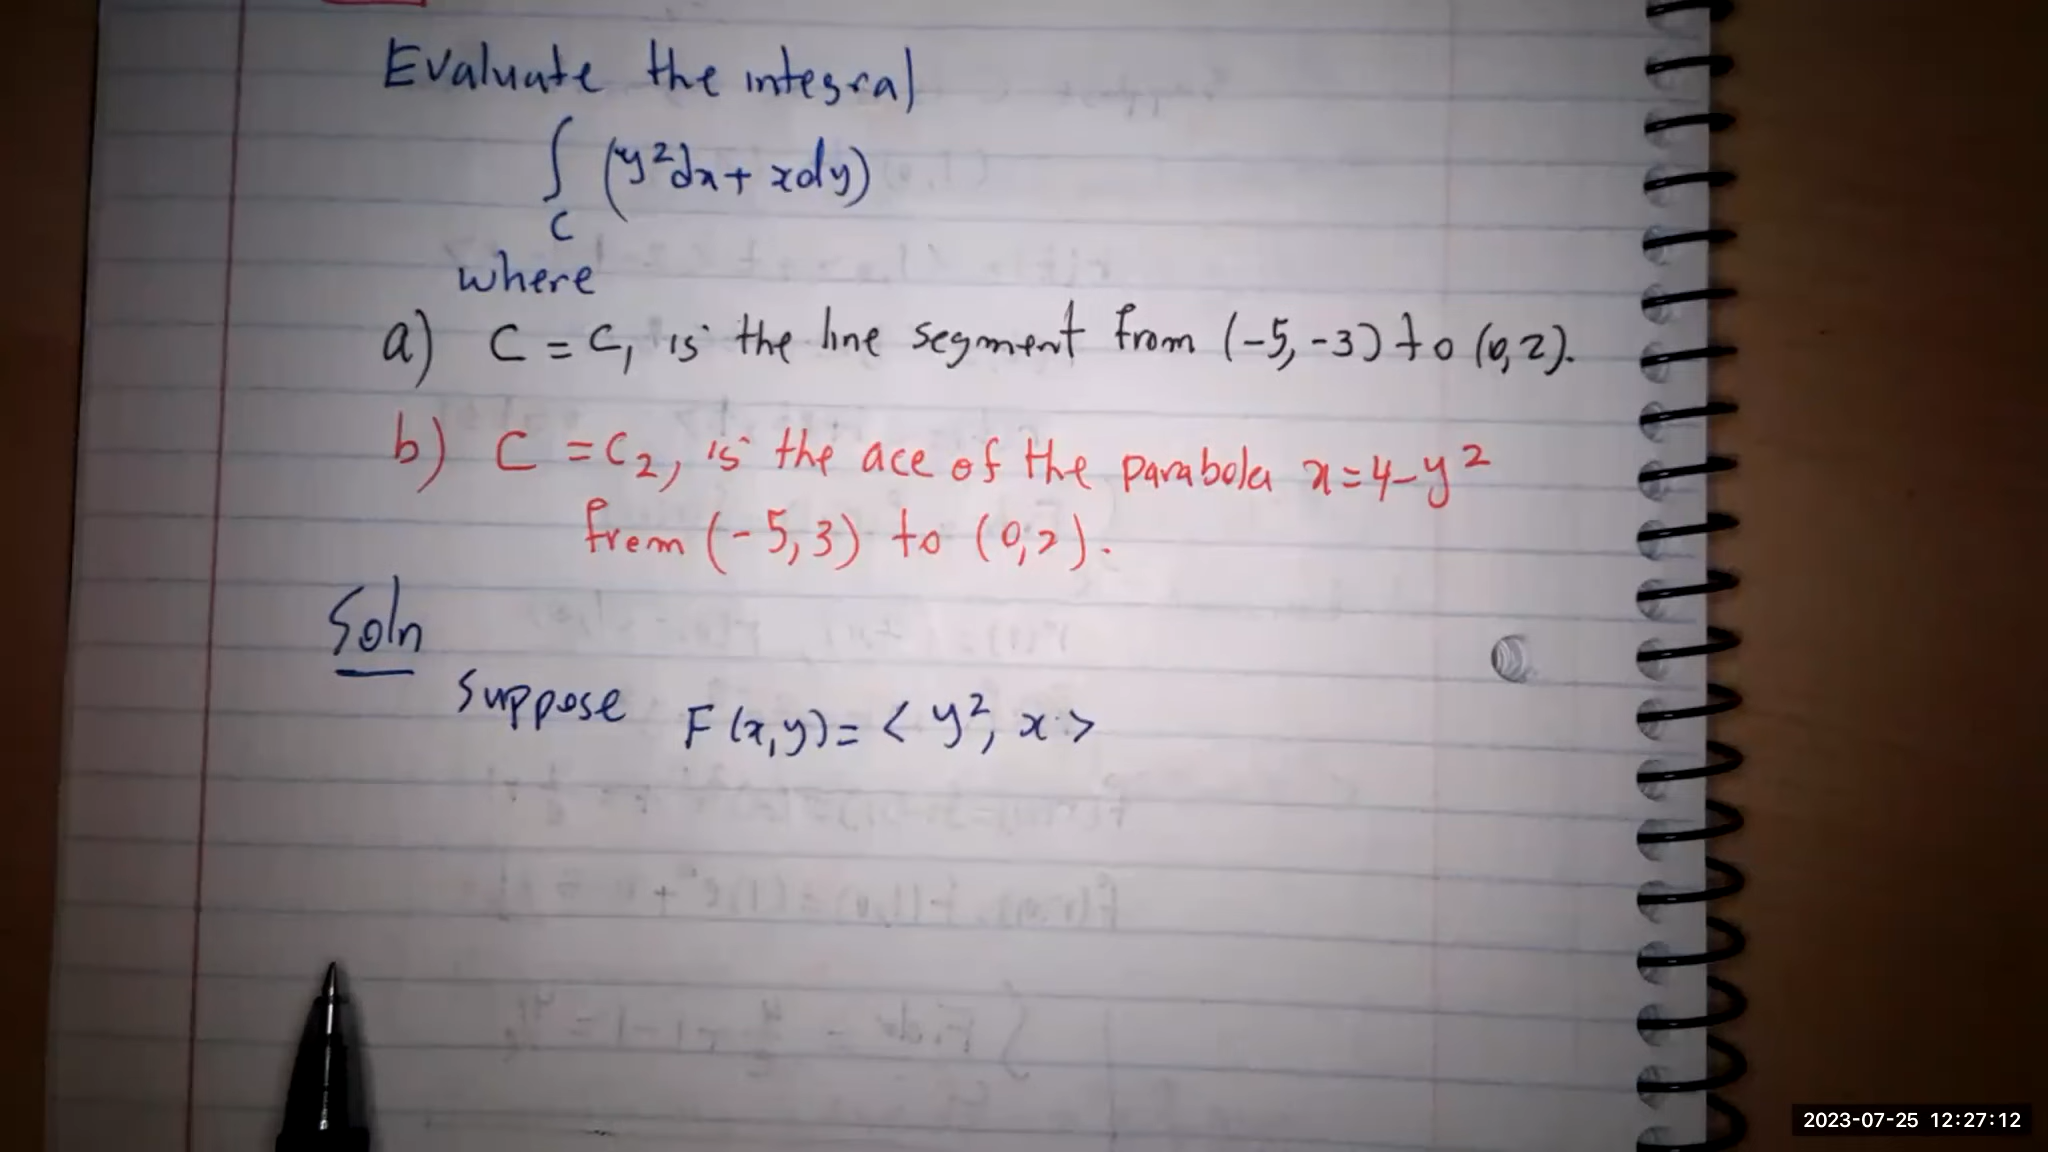 Evaluate the integral
∫ (y²dx + xdy)
C
where
a) C = C₁ is the line segment from (-5, -3) to (0, 2).
b) C = C₂, is the ace of the parabola x = 4 - y²
from (-5, 3) to (0, 2).
Soln
Suppose F(x,y) = < y², x >
2023-07-25 12:27:12